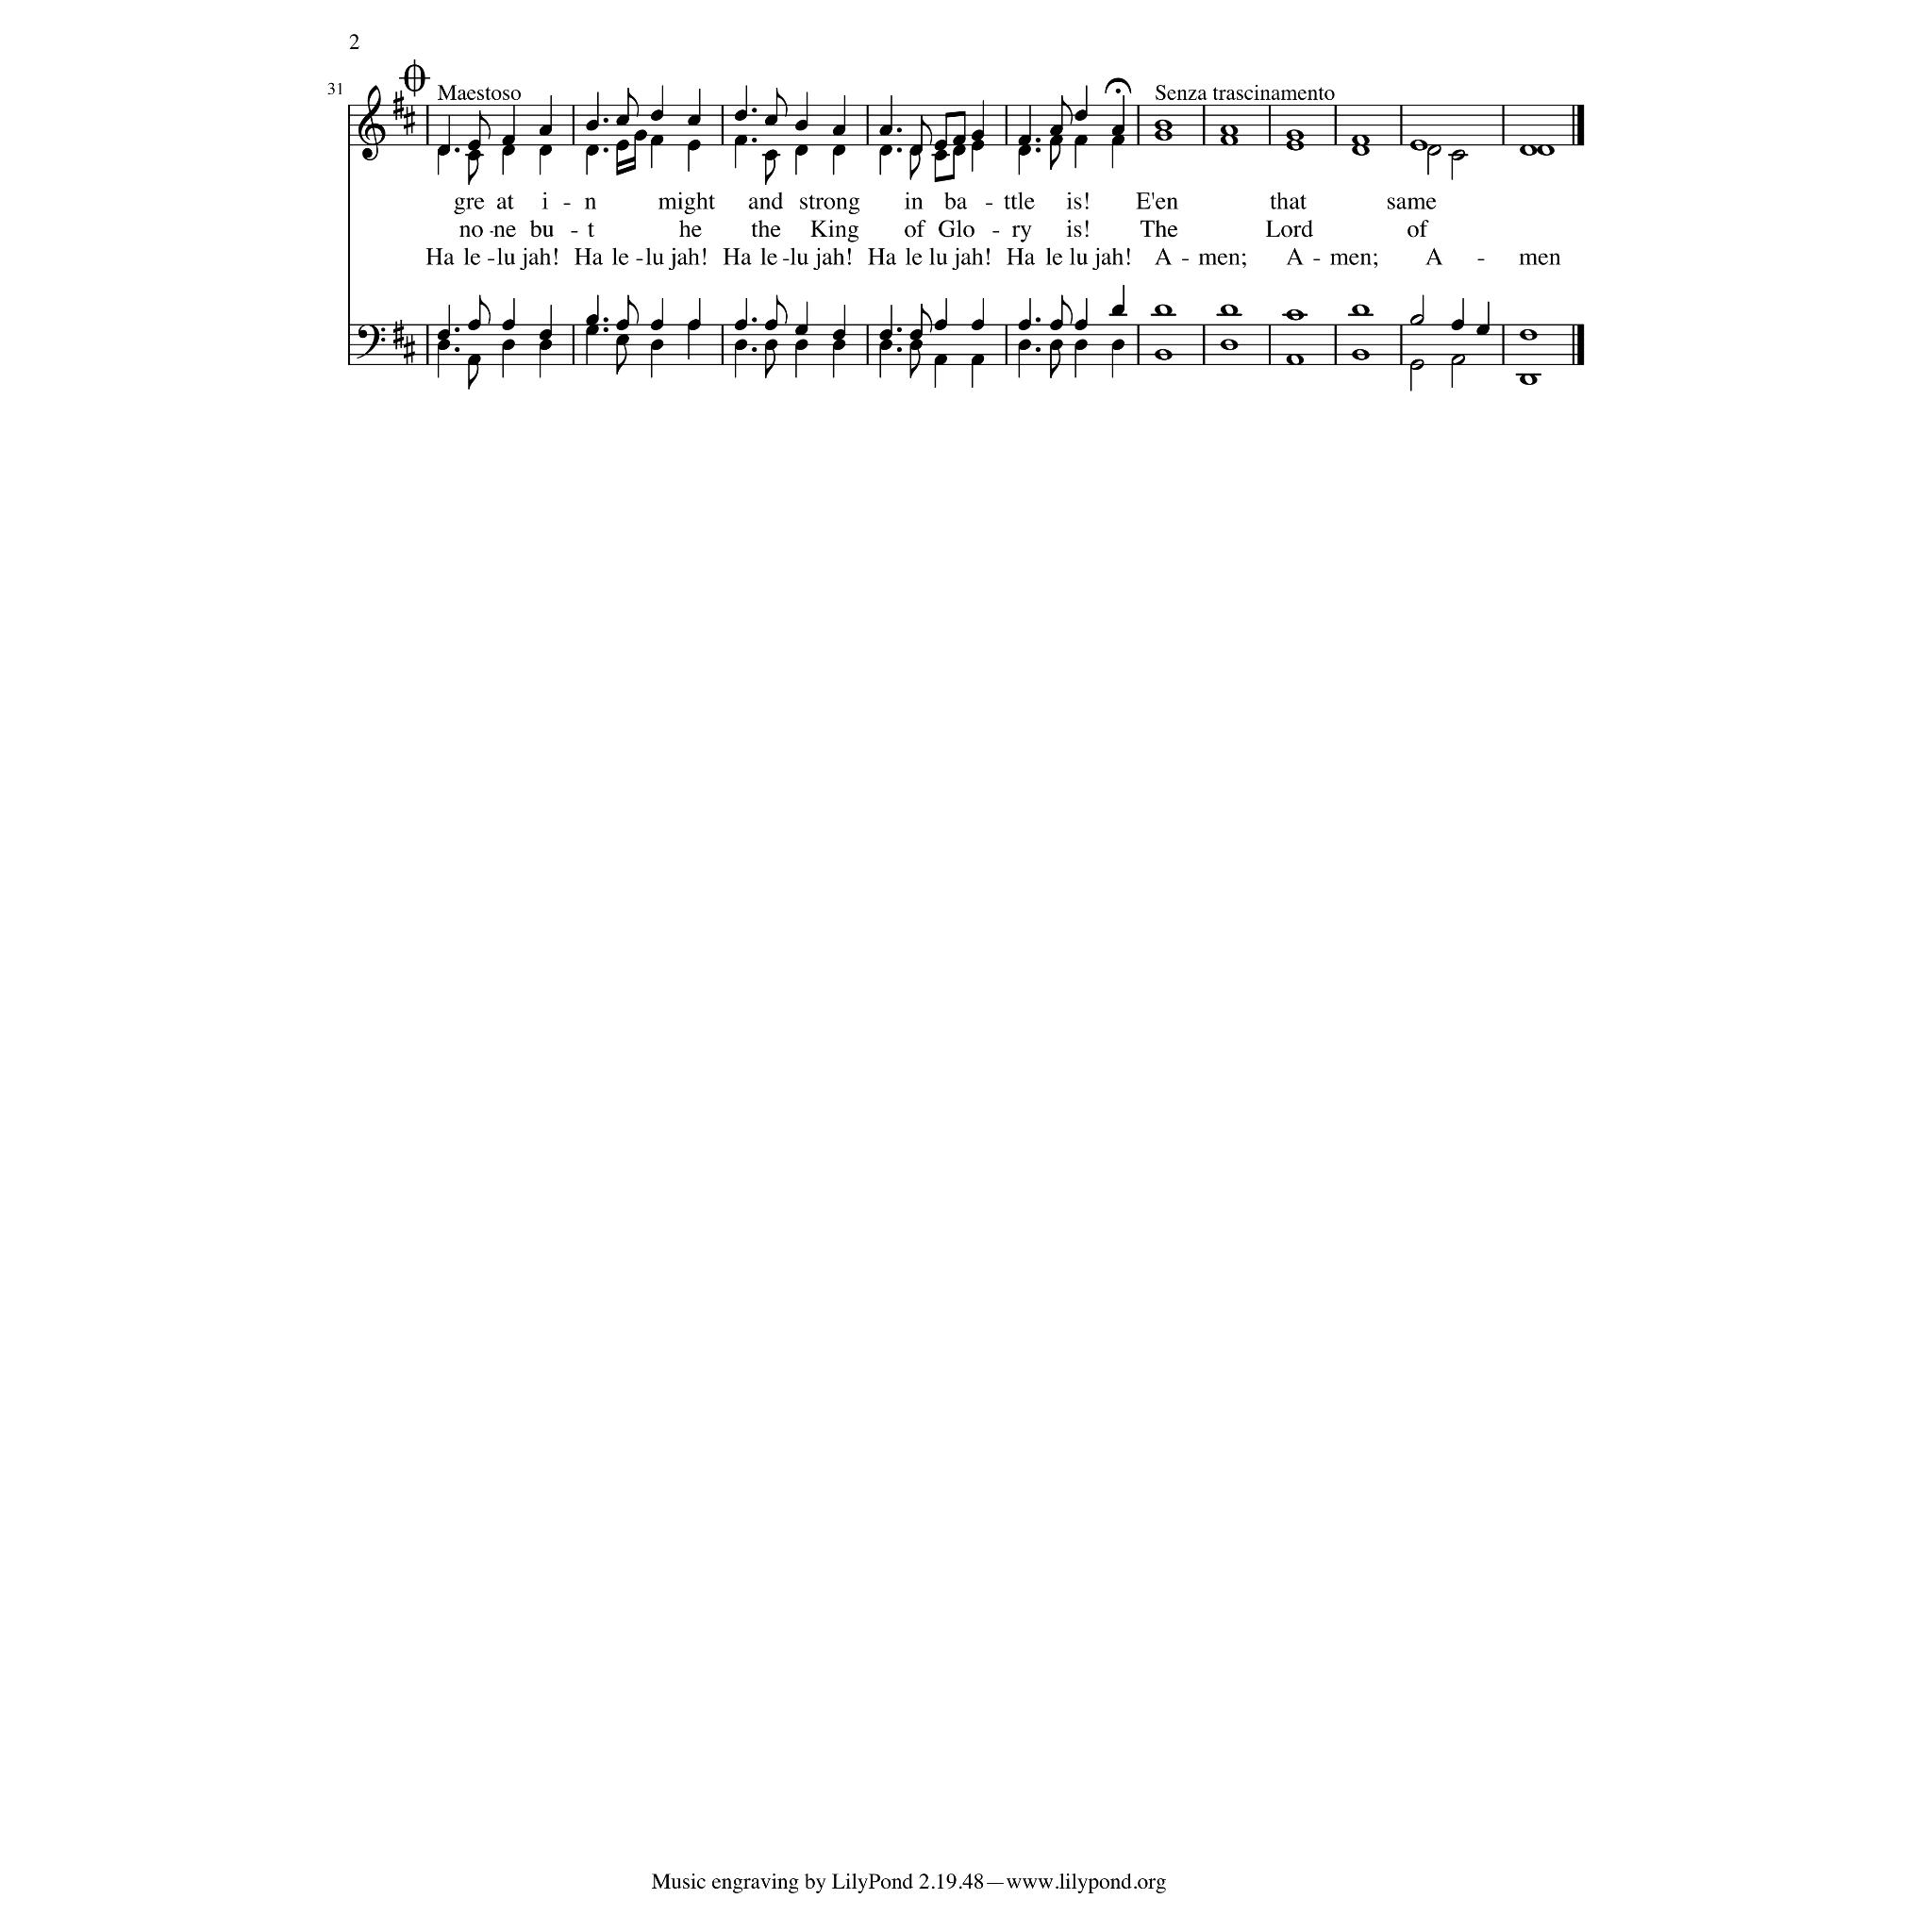 2
31
Maestoso
Senza trascinamento
gre at i - n might and strong in ba - ttle is! E'en that same
no - ne bu - t he the King of Glo - ry is! The Lord of
Ha le - lu jah! Ha le - lu jah! Ha le - lu jah! Ha le lu jah! Ha le lu jah! A - men; A - men; A - men
Music engraving by LilyPond 2.19.48—www.lilypond.org